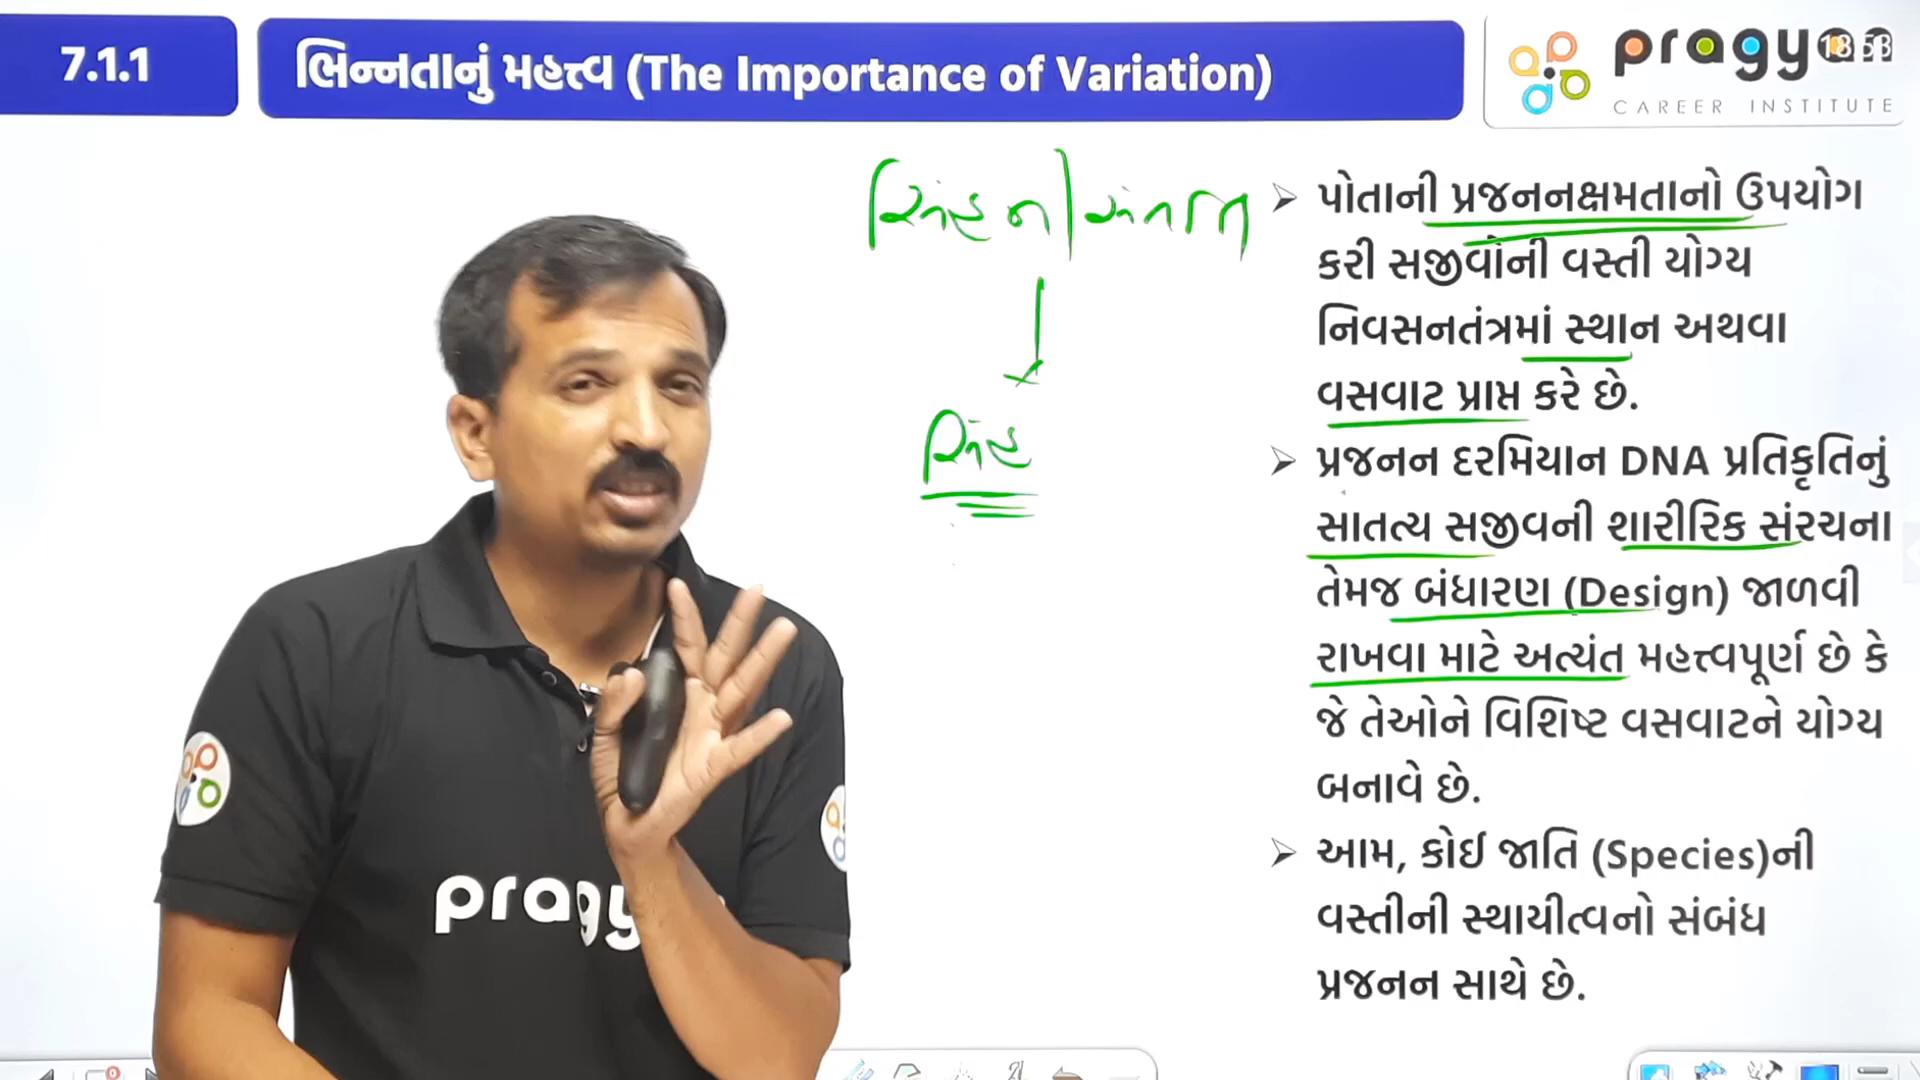 7.1.1
ભિન્નતાનું મહત્ત્વ (The Importance of Variation)
pragyan
CAREER INSTITUTE
સિંહનું સંતાન
સિંહ
➢ પોતાની પ્રજનનક્ષમતાનો ઉપયોગ
કરી સજીવોની વસ્તી યોગ્ય
નિવસનતંત્રમાં સ્થાન અથવા
વસવાટ પ્રાપ્ત કરે છે.
➢ પ્રજનન દરમિયાન DNA પ્રતિકૃતિનું
સાતત્ય સજીવની શારીરિક સંરચના
તેમજ બંધારણ (Design) જાળવી
રાખવા માટે અત્યંત મહત્ત્વપૂર્ણ છે કે
જે તેઓને વિશિષ્ટ વસવાટને યોગ્ય
બનાવે છે.
➢ આમ, કોઈ જાતિ (Species)ની
વસ્તીની સ્થાયીત્વનો સંબંધ
પ્રજનન સાથે છે.
pragy